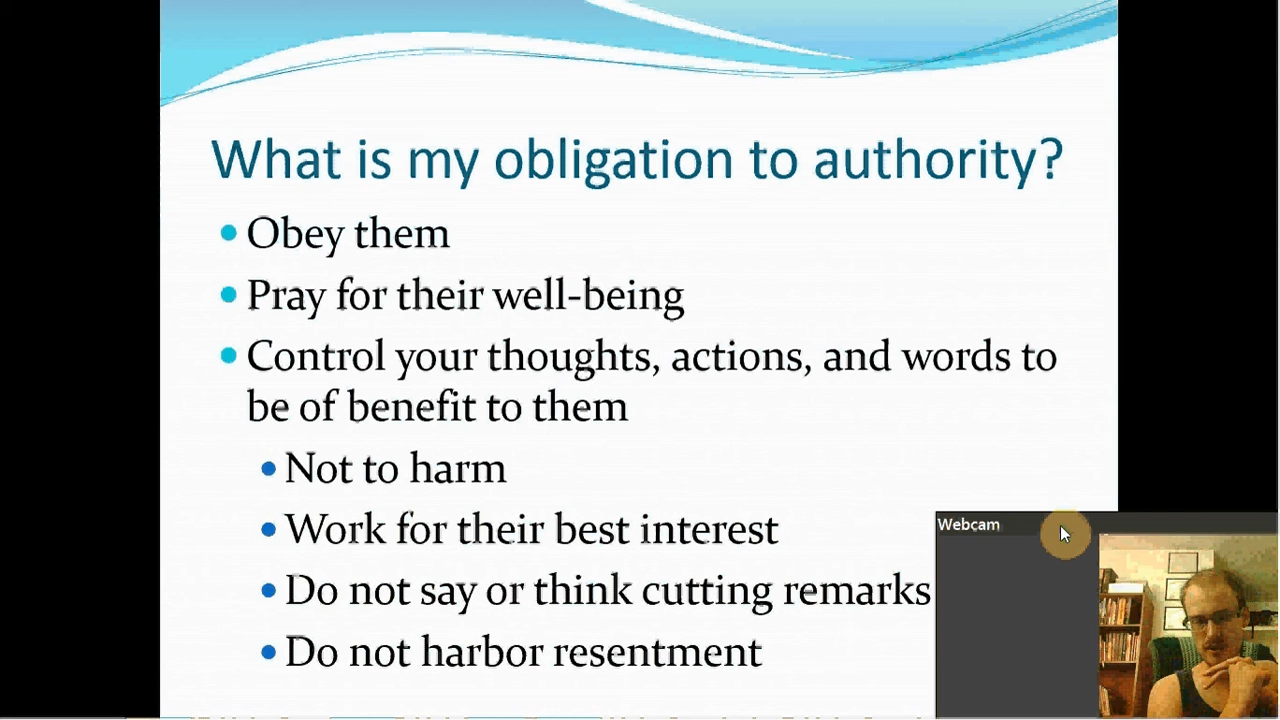 What is my obligation to authority?
Obey them
Pray for their well-being
Control your thoughts, actions, and words to
be of benefit to them
Not to harm
Work for their best interest
Do not say or think cutting remarks
Do not harbor resentment
Webcam